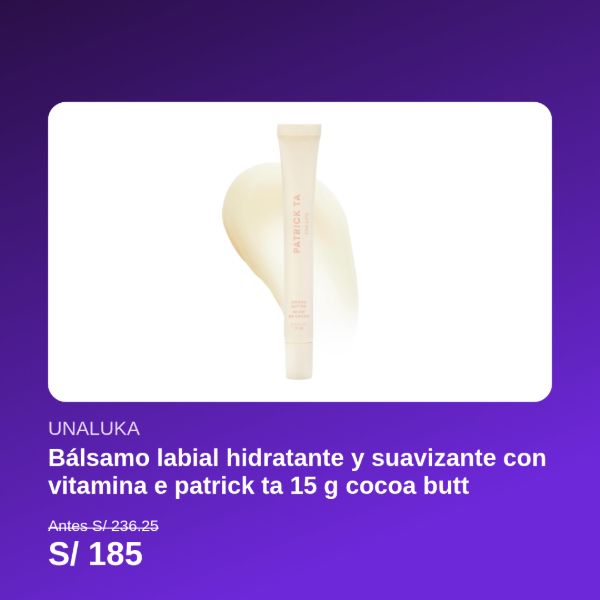 PATRICK TA
UNALUKA
Bálsamo labial hidratante y suavizante con
vitamina e patrick ta 15 g cocoa butt
Antes S/ 236.25
S/ 185